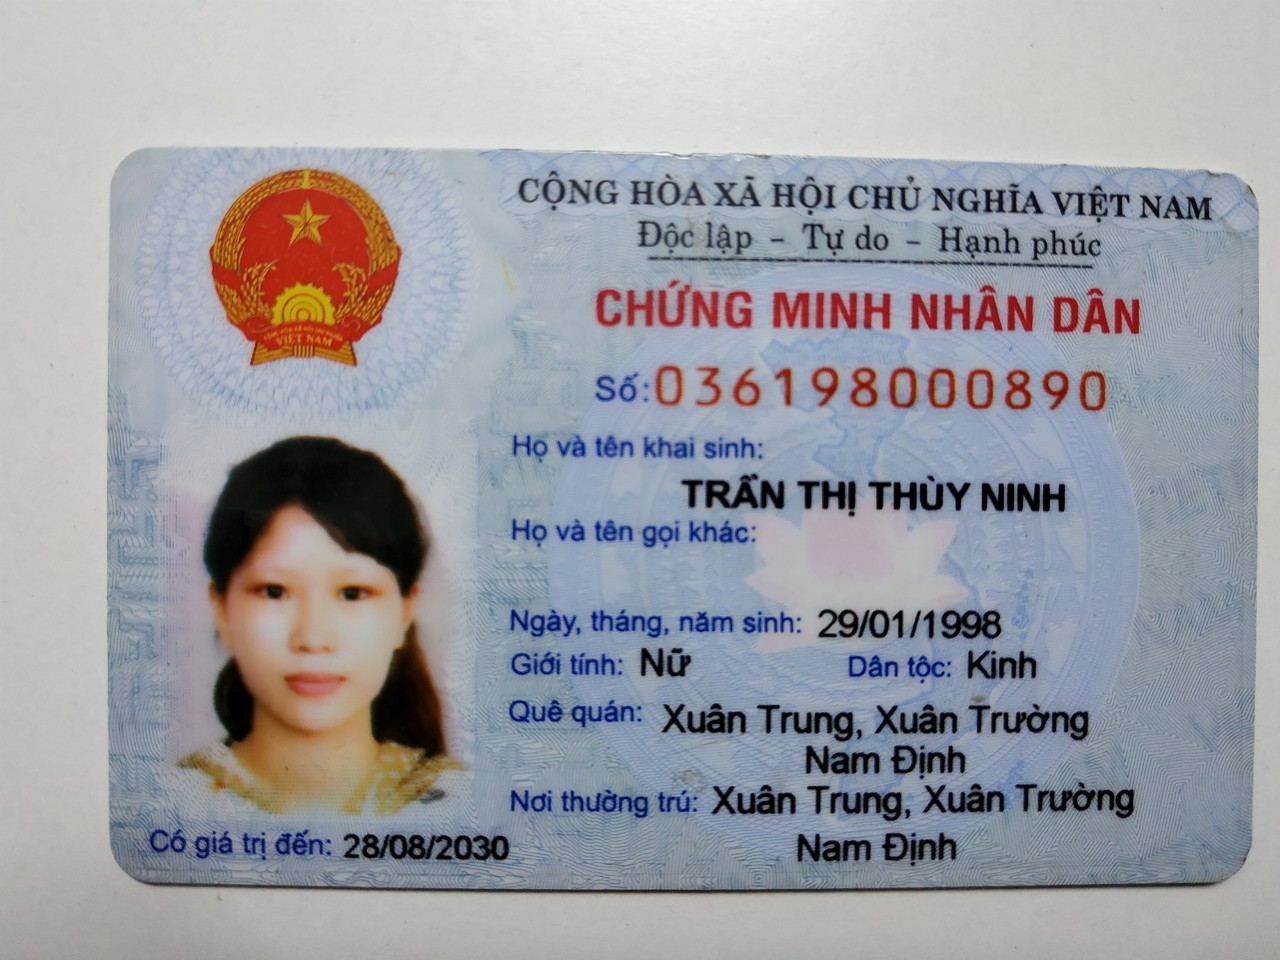 CỘNG HÒA XÃ HỘI CHỦ NGHĨA VIỆT NAM
Độc lập - Tự do - Hạnh phúc
CHỨNG MINH NHÂN DÂN
Số: 036198000890
Họ và tên khai sinh:
TRẦN THỊ THÙY NINH
Họ và tên gọi khác:
Ngày, tháng, năm sinh: 29/01/1998
Giới tính: Nữ Dân tộc: Kinh
Quê quán: Xuân Trung, Xuân Trường
Nam Định
Nơi thường trú: Xuân Trung, Xuân Trường
Nam Định
VIỆT NAM
Có giá trị đến: 28/08/2030